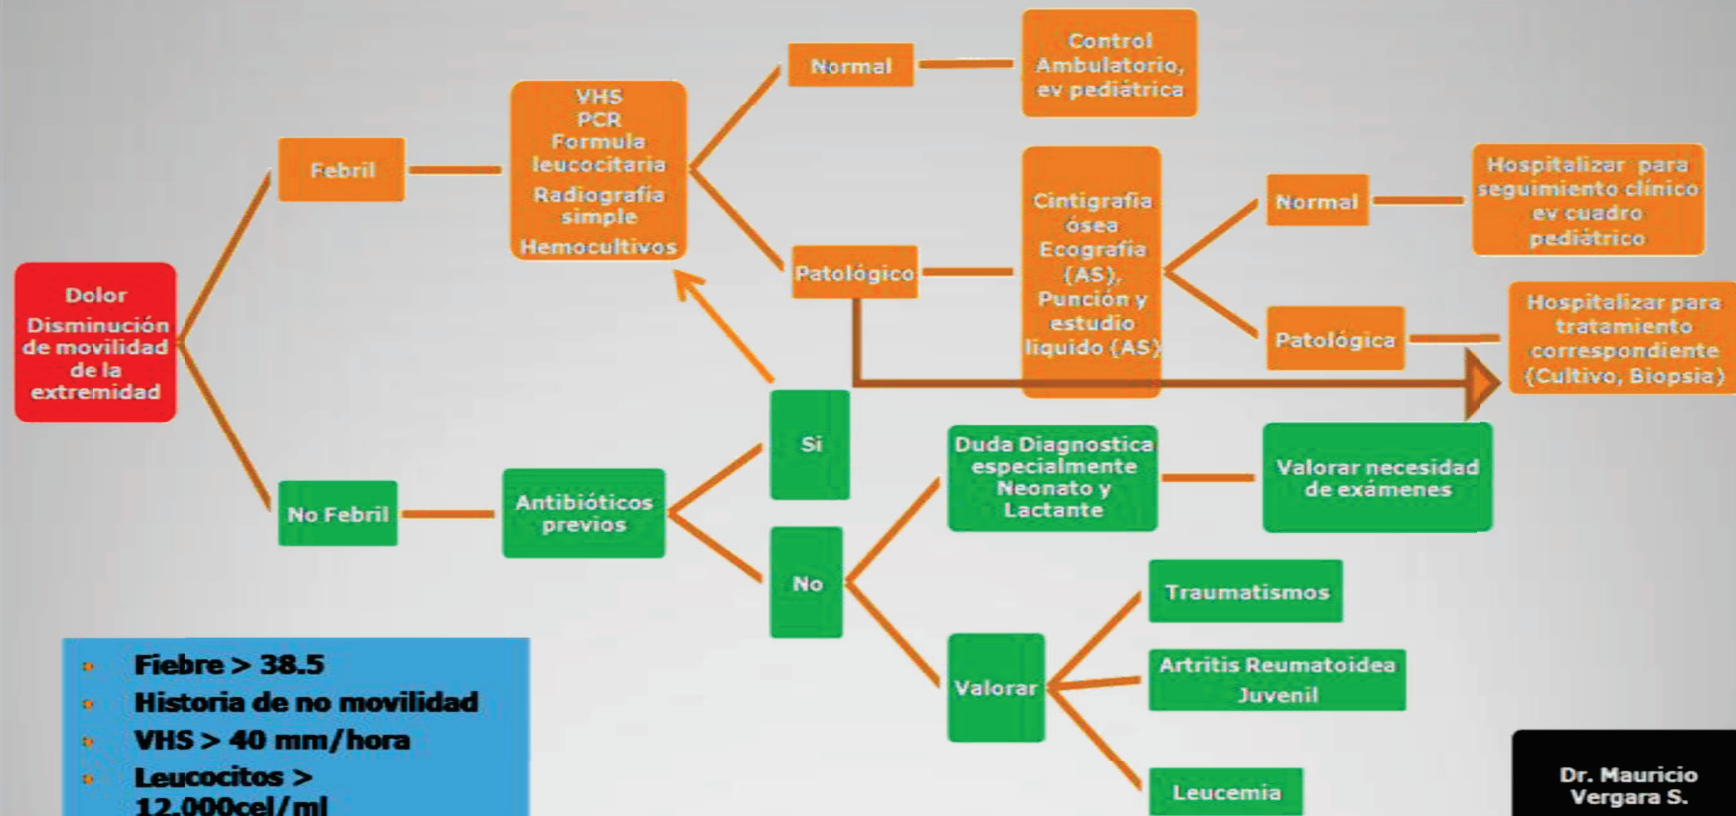 Dolor
Disminución
de movilidad
de la
extremidad
Febril
VHS
PCR
Formula
leucocitaria
Radiografía
simple
Hemocultivos
Normal
Control
Ambulatorio,
ev pediátrica
Patológico
Cintigrafia
ósea
Ecografía
(AS),
Punción y
estudio
liquido (AS)
Normal
Hospitalizar para
seguimiento clínico
ev cuadro
pediátrico
Patológica
Hospitalizar para
tratamiento
correspondiente
(Cultivo, Biopsia)
No Febril
Antibióticos
previos
Si
No
Duda Diagnostica
especialmente
Neonato y
Lactante
Valorar necesidad
de exámenes
Valorar
Traumatismos
Artritis Reumatoidea
Juvenil
Leucemia
• Fiebre > 38.5
• Historia de no movilidad
• VHS > 40 mm/hora
• Leucocitos >
12.000cel/ml
Dr. Mauricio
Vergara S.